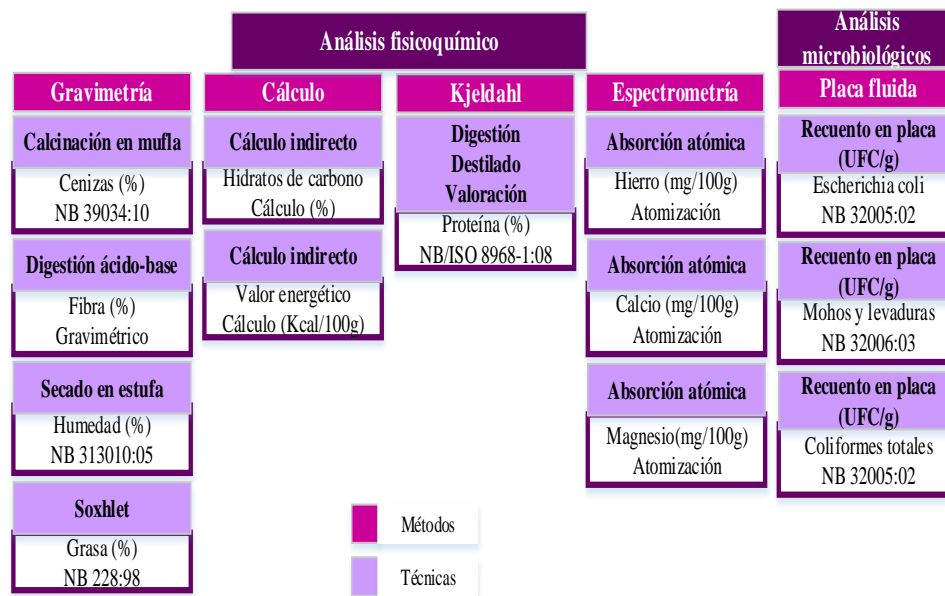 Análisis fisicoquímico
Análisis
microbiológicos
Gravimetría
Calcinación en mufla
Cenizas (%)
NB 39034:10
Digestión ácido-base
Fibra (%)
Gravimétrico
Secado en estufa
Humedad (%)
NB 313010:05
Soxhlet
Grasa (%)
NB 228:98
Cálculo
Cálculo indirecto
Hidratos de carbono
Cálculo (%)
Cálculo indirecto
Valor energético
Cálculo (Kcal/100g)
Kjeldahl
Digestión
Destilado
Valoración
Proteína (%)
NB/ISO 8968-1:08
Espectrometría
Absorción atómica
Hierro (mg/100g)
Atomización
Absorción atómica
Calcio (mg/100g)
Atomización
Absorción atómica
Magnesio(mg/100g)
Atomización
Placa fluida
Recuento en placa
(UFC/g)
Escherichia coli
NB 32005:02
Recuento en placa
(UFC/g)
Mohos y levaduras
NB 32006:03
Recuento en placa
(UFC/g)
Coliformes totales
NB 32005:02
Métodos
Técnicas